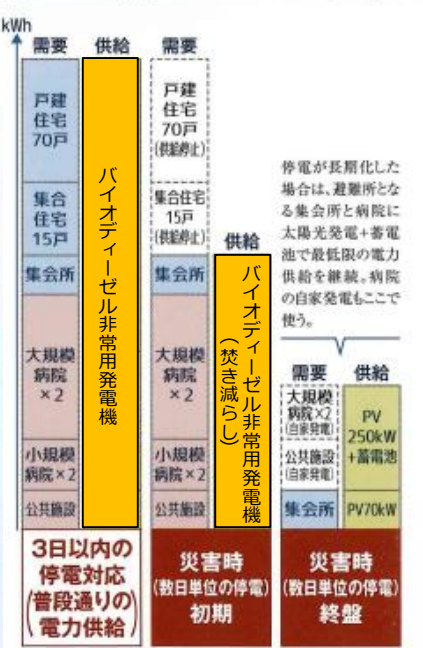 kWh
需要
供給
需要
戸建
住宅
70戸
集合
住宅
15戸
集会所
大規模
病院
×2
小規模
病院×2
公共施設
バイオディーゼル非常用発電機
戸建
住宅
70戸
(供給停止)
集合住宅
15戸
(供給停止)
集会所
大規模
病院
×2
小規模
病院×2
公共施設
供給
バイオディーゼル非常用発電機
(焚き減らし)
停電が長期化した
場合は、避難所とな
る集会所と病院に
太陽光発電+蓄電
池で最低限の電力
供給を継続。病院
の自家発電もここで
使う。
需要
供給
大規模
病院×2
(自家発電)
公共施設
(自家発電)
集会所
PV
250kW
+蓄電池
PV70kW
3日以内の
停電対応
(普段通りの
電力供給)
災害時
(数日単位の停電)
初期
災害時
(数日単位の停電)
終盤